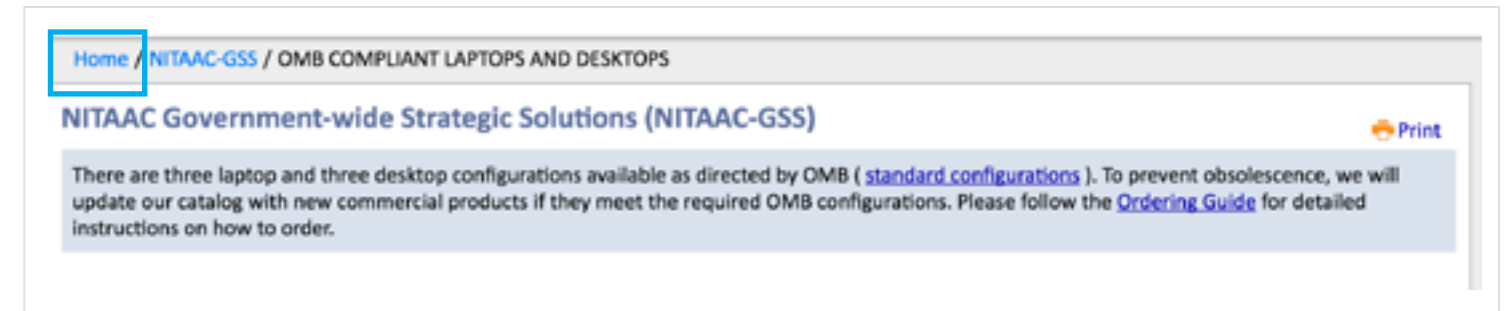 Home / NITAAC-GSS / OMB COMPLIANT LAPTOPS AND DESKTOPS
NITAAC Government-wide Strategic Solutions (NITAAC-GSS)
Print
There are three laptop and three desktop configurations available as directed by OMB ( standard configurations ). To prevent obsolescence, we will
update our catalog with new commercial products if they meet the required OMB configurations. Please follow the Ordering Guide for detailed
instructions on how to order.